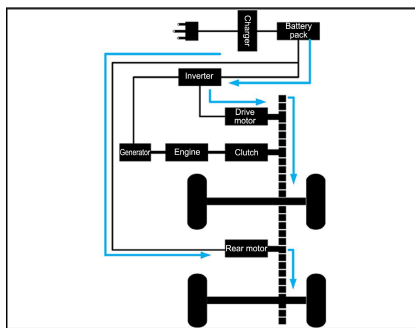 Charger
Battery
pack
Inverter
Drive
motor
Generator
Engine
Clutch
Rear motor